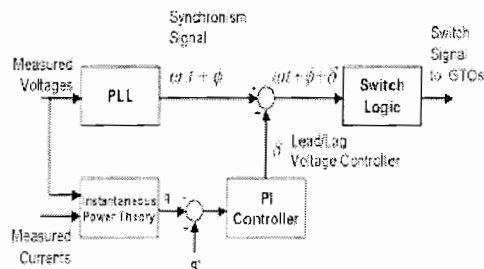 Synchronism
Signal
Switch
Signal
to GTOs
Measured
Voltages
PLL
ωt + ϕ
ωt + ϕ + δ
Switch
Logic
δ Lead/Lag
Voltage Controller
Instantaneous
Power Theory
q
PI
Controller
Measured
Currents
q*